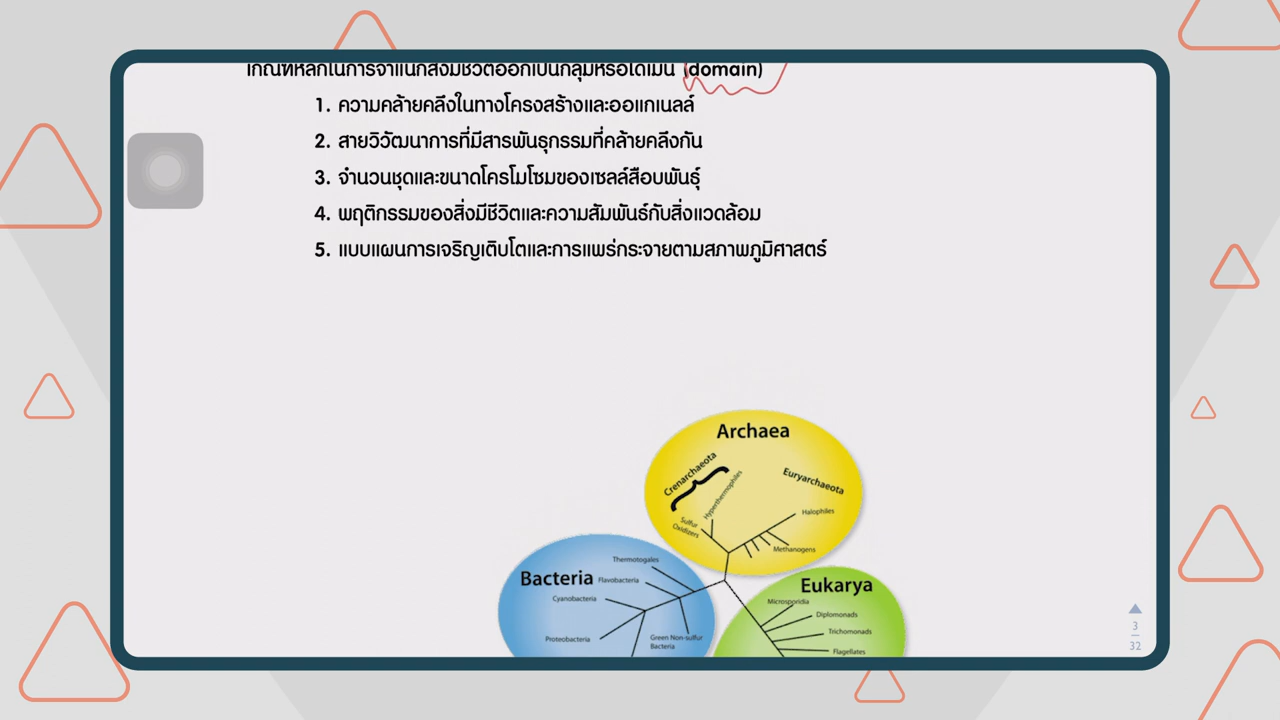 เกณฑ์หลักในการจำแนกสิ่งมีชีวิตออกเป็นกลุ่มหรือโดเมน (domain)
1. ความคล้ายคลึงในทางโครงสร้างและออแกเนลล์
2. สายวิวัฒนาการที่มีสารพันธุกรรมที่คล้ายคลึงกัน
3. จำนวนชุดและขนาดโครโมโซมของเซลล์สืบพันธุ์
4. พฤติกรรมของสิ่งมีชีวิตและความสัมพันธ์กับสิ่งแวดล้อม
5. แบบแผนการเจริญเติบโตและการแพร่กระจายตามสภาพภูมิศาสตร์
Archaea
Crenarchaeota
Hyperthermophiles
Euryarchaeota
Sulfur
Oxidizers
Halophiles
Methanogens
Bacteria
Thermotogales
Flavobacteria
Cyanobacteria
Proteobacteria
Green Non-sulfur
Bacteria
Eukarya
Microsporidia
Diplomonads
Trichomonads
Flagellates
3
32